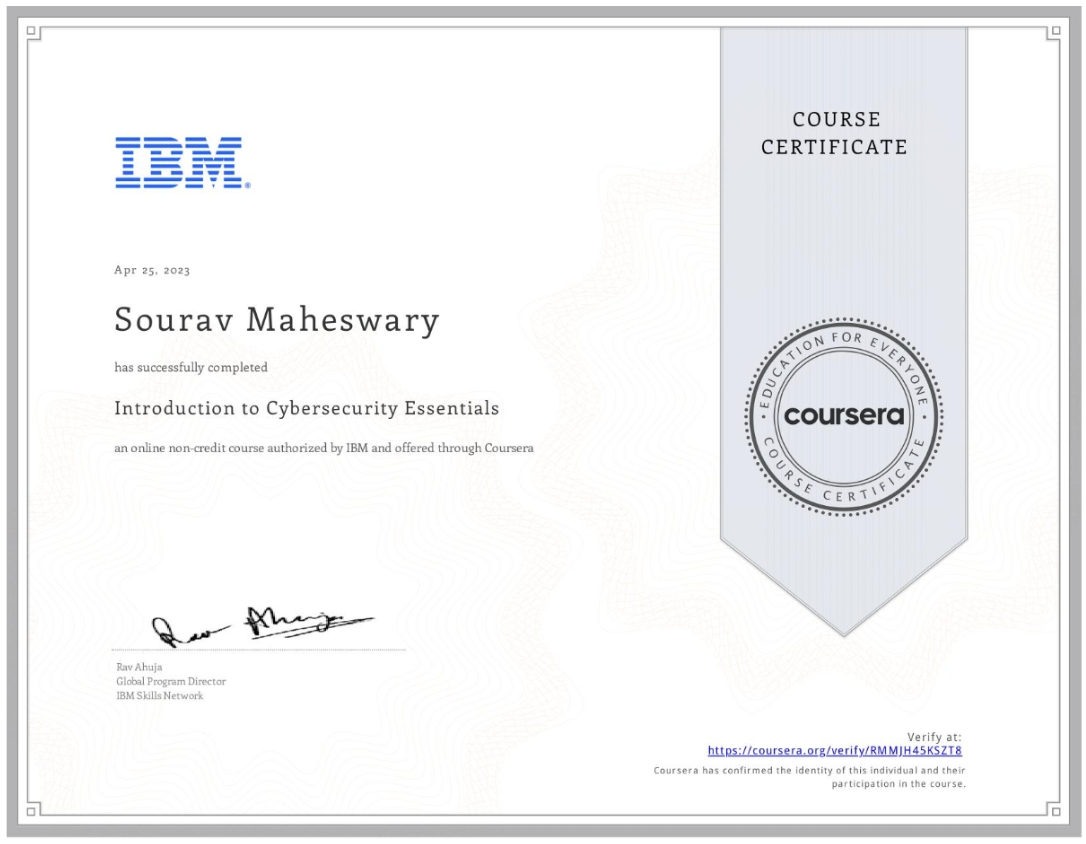 COURSE
CERTIFICATE
IBM®
Apr 25, 2023
Sourav Maheswary
has successfully completed
Introduction to Cybersecurity Essentials
an online non-credit course authorized by IBM and offered through Coursera
EDUCATION FOR EVERYONE
coursera
COURSE CERTIFICATE
Rav Ahuja
Rav Ahuja
Global Program Director
IBM Skills Network
Verify at:
https://coursera.org/verify/RMMJH45KSZT8
Coursera has confirmed the identity of this individual and their
participation in the course.